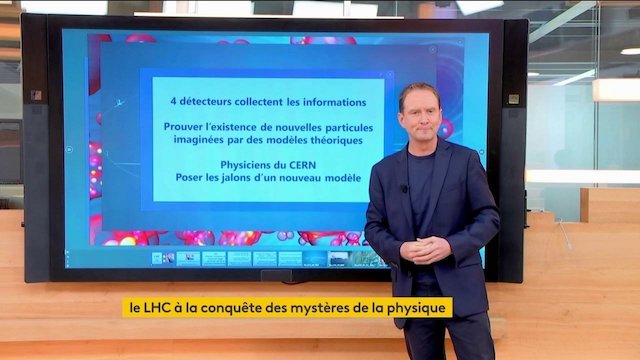 4 détecteurs collectent les informations
Prouver l'existence de nouvelles particules
imaginées par des modèles théoriques
Physiciens du CERN
Poser les jalons d'un nouveau modèle
le LHC à la conquête des mystères de la physique